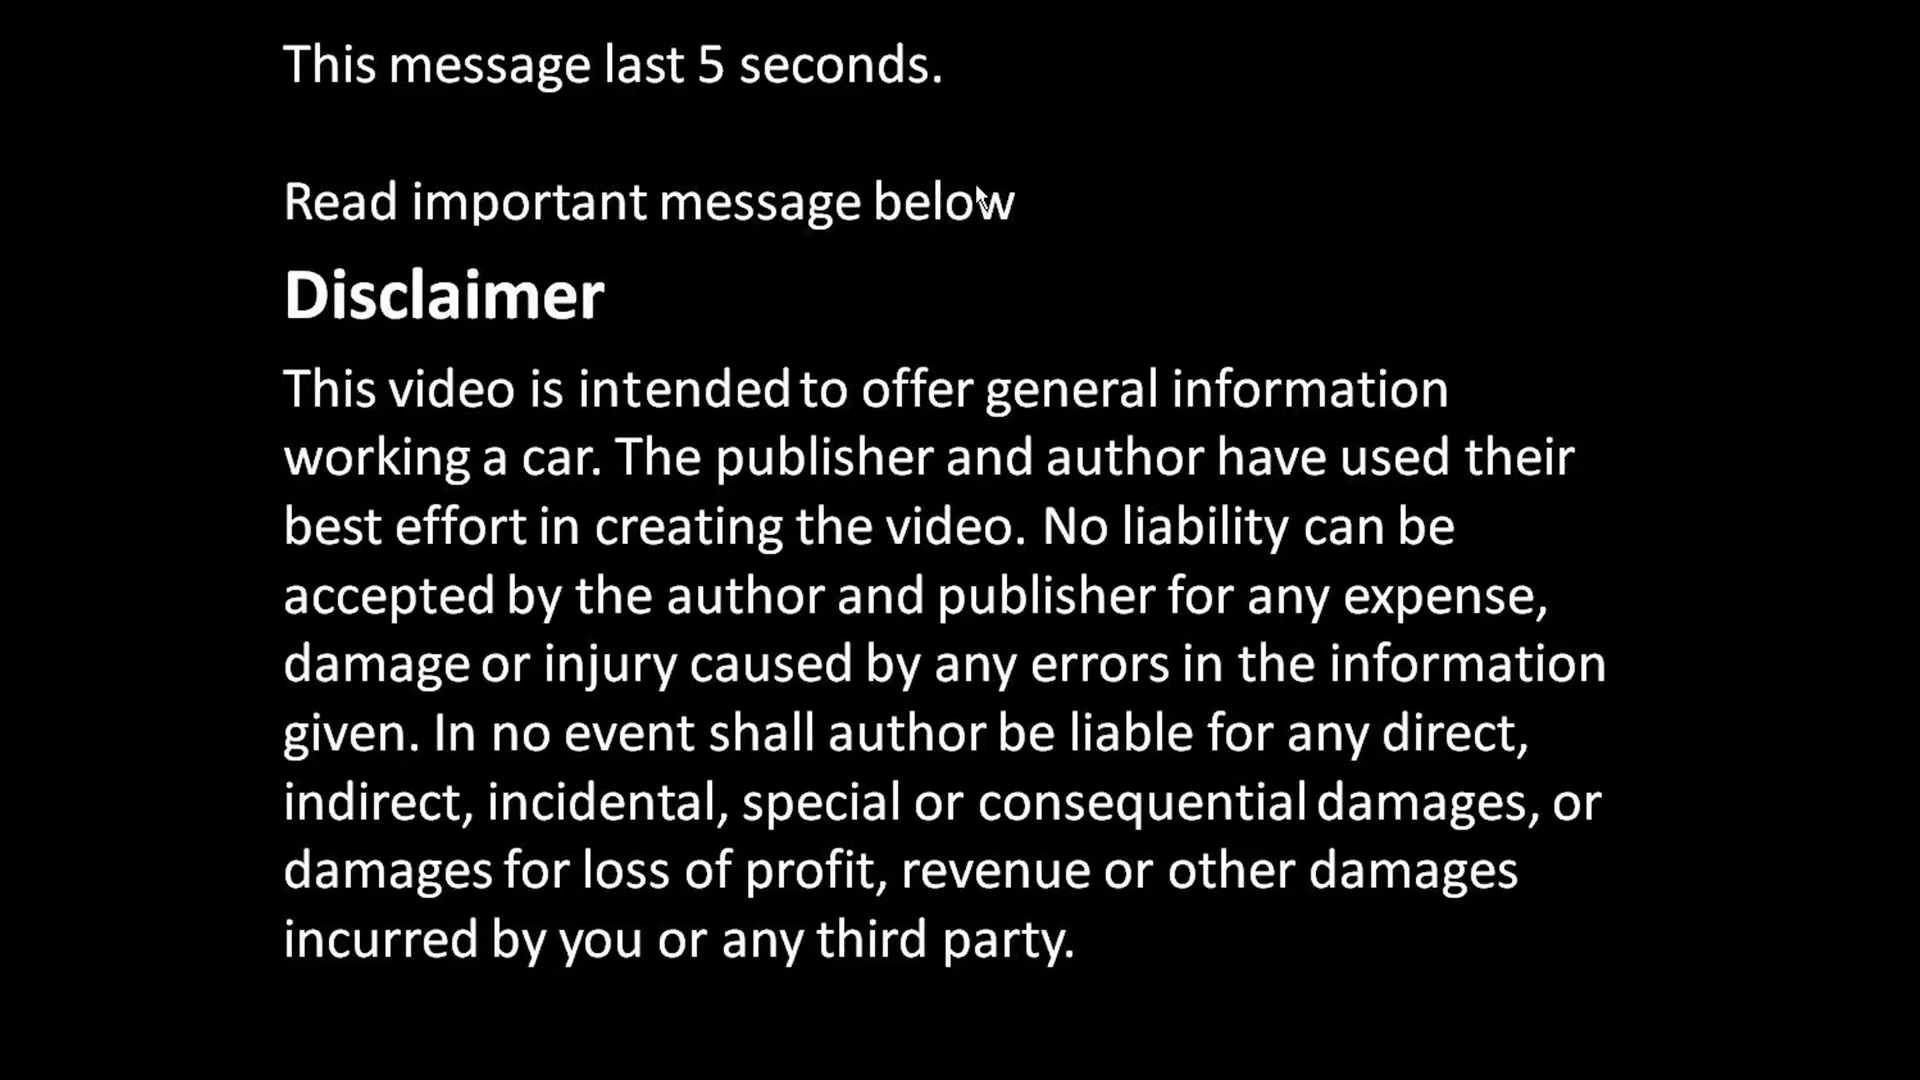 This message last 5 seconds.
Read important message below
Disclaimer
This video is intended to offer general information
working a car. The publisher and author have used their
best effort in creating the video. No liability can be
accepted by the author and publisher for any expense,
damage or injury caused by any errors in the information
given. In no event shall author be liable for any direct,
indirect, incidental, special or consequential damages, or
damages for loss of profit, revenue or other damages
incurred by you or any third party.